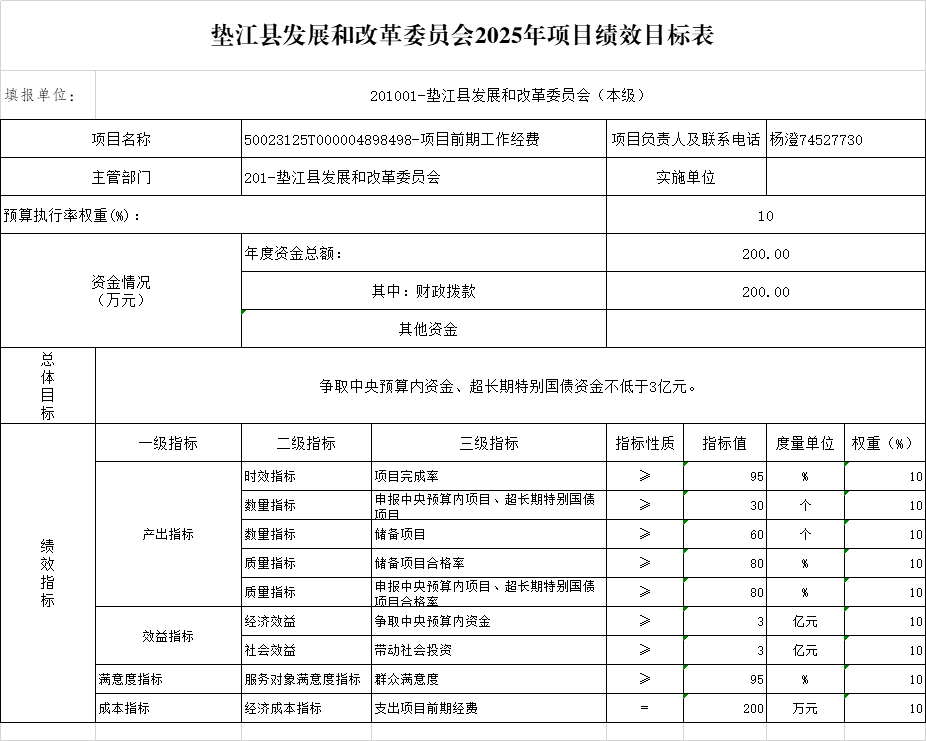 垫江县发展和改革委员会2025年项目绩效目标表
填报单位： 201001-垫江县发展和改革委员会（本级）
项目名称 50023125T000004898498-项目前期工作经费 项目负责人及联系电话 杨澄74527730
主管部门 201-垫江县发展和改革委员会 实施单位
预算执行率权重(%)： 10
资金情况
（万元）
年度资金总额： 200.00
其中：财政拨款 200.00
其他资金
总体目标 争取中央预算内资金、超长期特别国债资金不低于3亿元。
绩效指标
一级指标 二级指标 三级指标 指标性质 指标值 度量单位 权重（%）
产出指标
时效指标 项目完成率 ≥ 95 % 10
数量指标 申报中央预算内项目、超长期特别国债
项目 ≥ 30 个 10
数量指标 储备项目 ≥ 60 个 10
质量指标 储备项目合格率 ≥ 80 % 10
质量指标 申报中央预算内项目、超长期特别国债
项目合格率 ≥ 80 % 10
效益指标
经济效益 争取中央预算内资金 ≥ 3 亿元 10
社会效益 带动社会投资 ≥ 3 亿元 10
满意度指标 服务对象满意度指标 群众满意度 ≥ 95 % 10
成本指标 经济成本指标 支出项目前期经费 = 200 万元 10